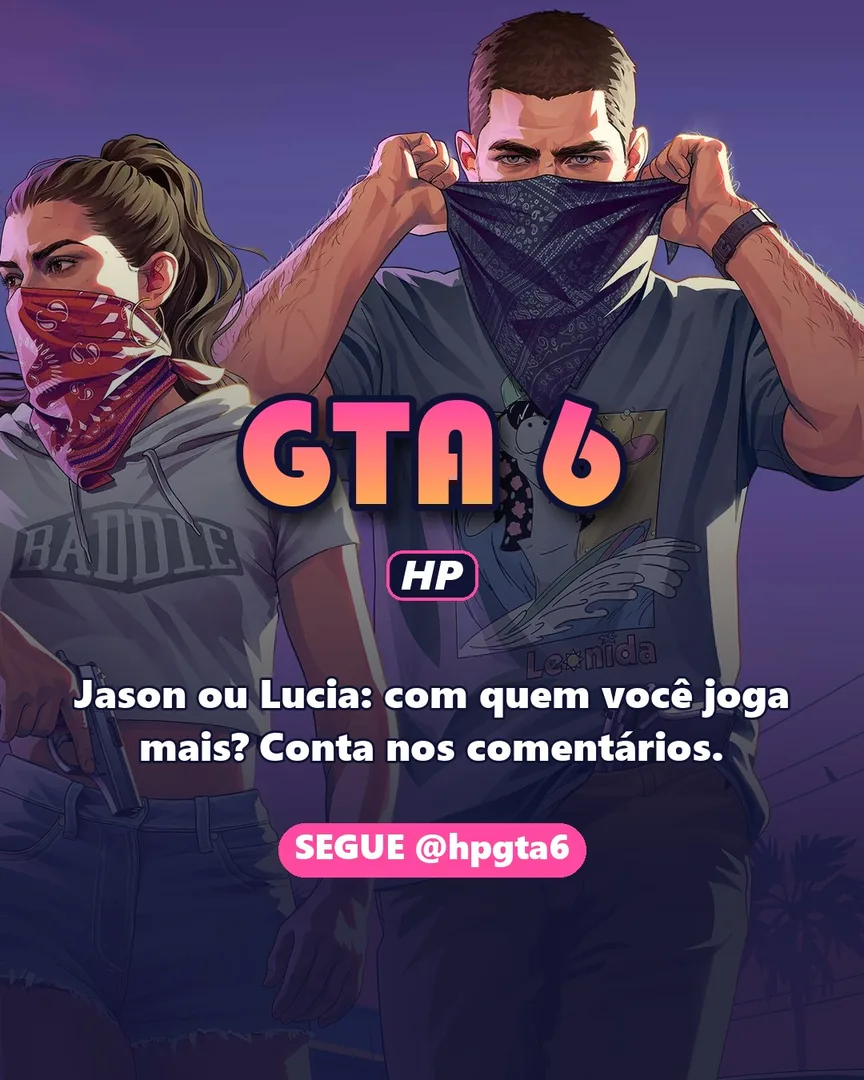 BADDIE
GTA 6
HP
Leonida
Jason ou Lucia: com quem você joga
mais? Conta nos comentários.
SEGUE @hpgta6